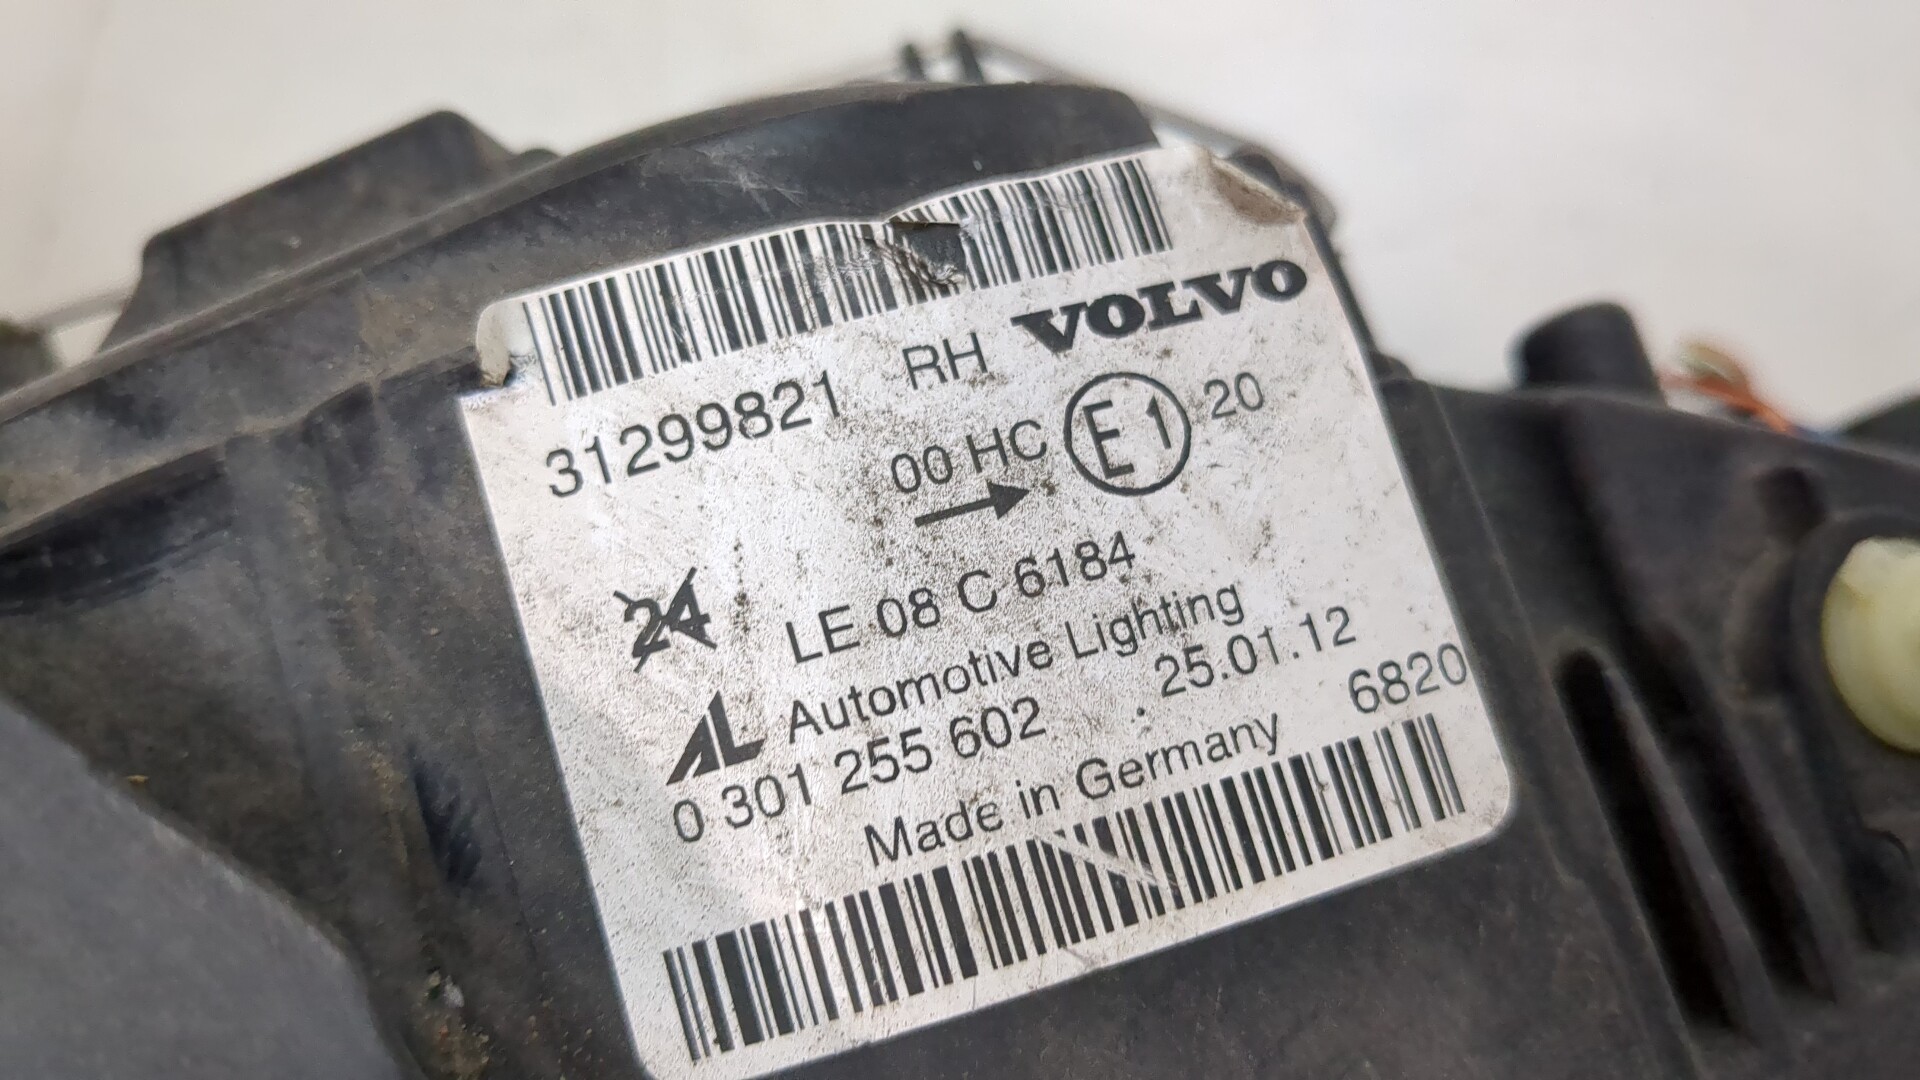 31299821 RH VOLVO
00 HC E1 20
24 LE 08 C 6184
AL Automotive Lighting
0 301 255 602 25.01.12
Made in Germany 6820